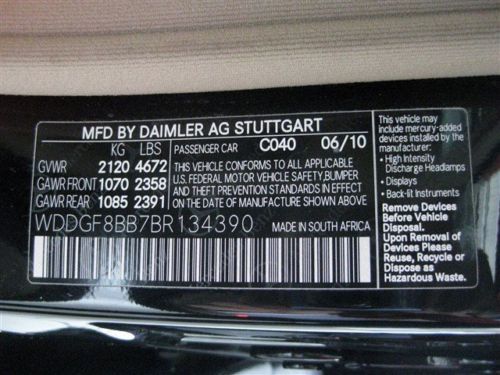 MFD BY DAIMLER AG STUTTGART
KG LBS PASSENGER CAR C040 06/10
GVWR 2120 4672
GAWR FRONT 1070 2358
GAWR REAR 1085 2391
THIS VEHICLE CONFORMS TO ALL APPLICABLE
U.S. FEDERAL MOTOR VEHICLE SAFETY,BUMPER
AND THEFT PREVENTION STANDARDS IN EFFECT
ON THE DATE OF MANUFACTURE SHOWN ABOVE.
WDDGF8BB7BR134390 MADE IN SOUTH AFRICA
This vehicle may
include mercury-added
devices installed by the
manufacturer:
• High Intensity
Discharge Headlamps
• Displays
• Back-lit Instruments
Remove Devices
Before Vehicle
Disposal.
Upon Removal of
Devices Please
Reuse, Recycle or
Dispose as
Hazardous Waste.